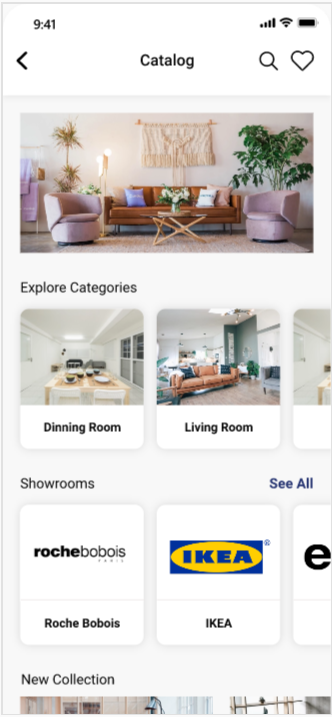 9:41
Catalog
Explore Categories
Dinning Room
Living Room
Showrooms
See All
rochebobois
PARIS
IKEA
®
e
Roche Bobois
IKEA
New Collection